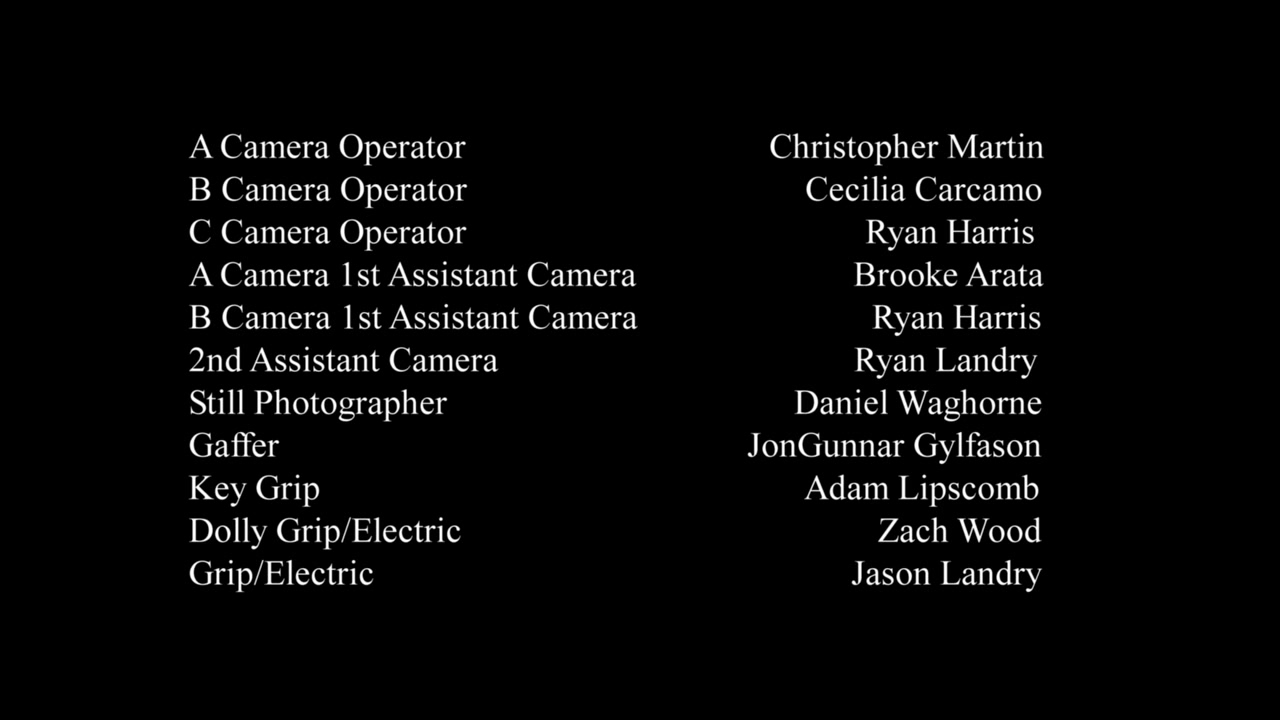 A Camera Operator Christopher Martin
B Camera Operator Cecilia Carcamo
C Camera Operator Ryan Harris
A Camera 1st Assistant Camera Brooke Arata
B Camera 1st Assistant Camera Ryan Harris
2nd Assistant Camera Ryan Landry
Still Photographer Daniel Waghorne
Gaffer JonGunnar Gylfason
Key Grip Adam Lipscomb
Dolly Grip/Electric Zach Wood
Grip/Electric Jason Landry